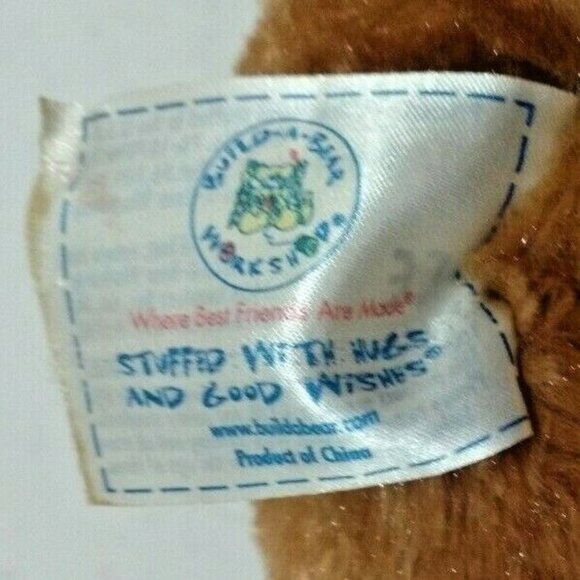 BUILD-A-BEAR
WORKSHOP®
Where Best Friends Are Made®
STUFFED WITH HUGS
AND GOOD WISHES®
www.buildabear.com
Product of China